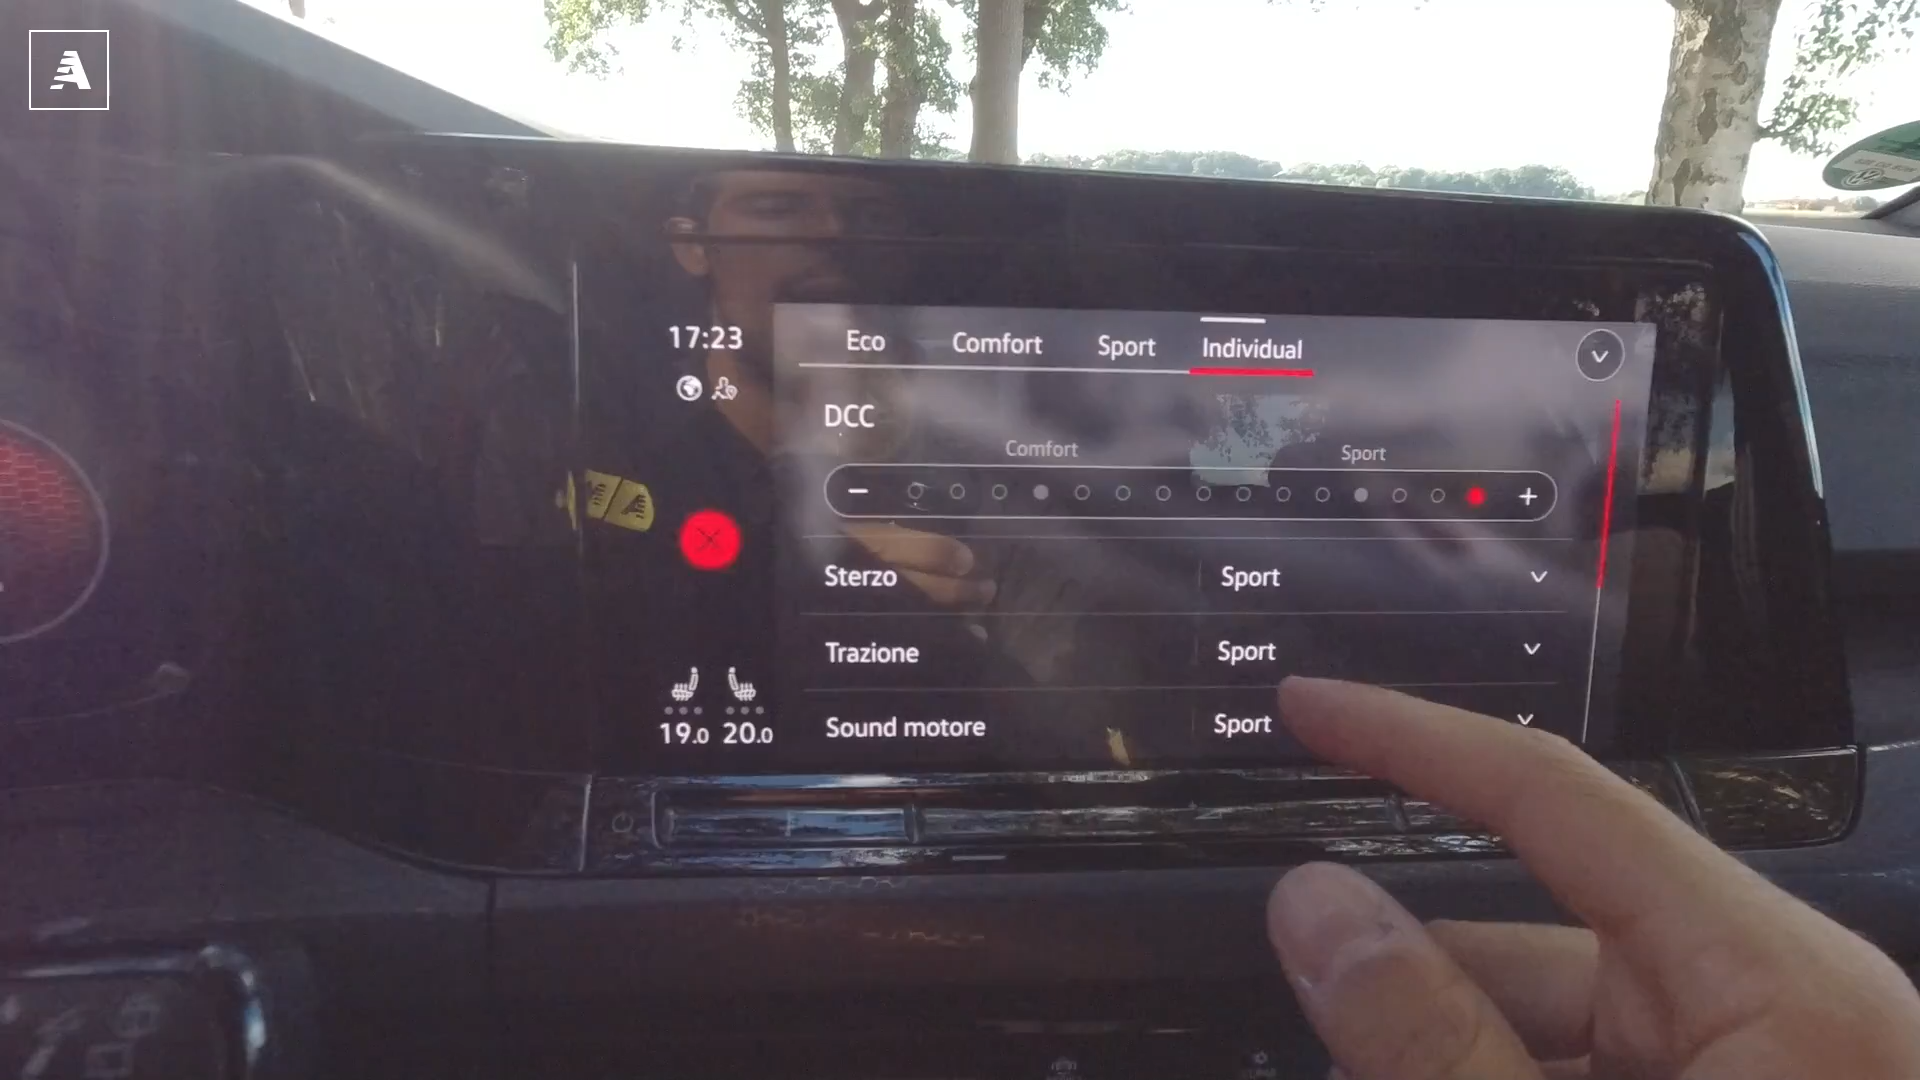 A
17:23
Eco Comfort Sport Individual
DCC
Comfort Sport
− +
Sterzo Sport
Trazione Sport
Sound motore Sport
19.0 20.0